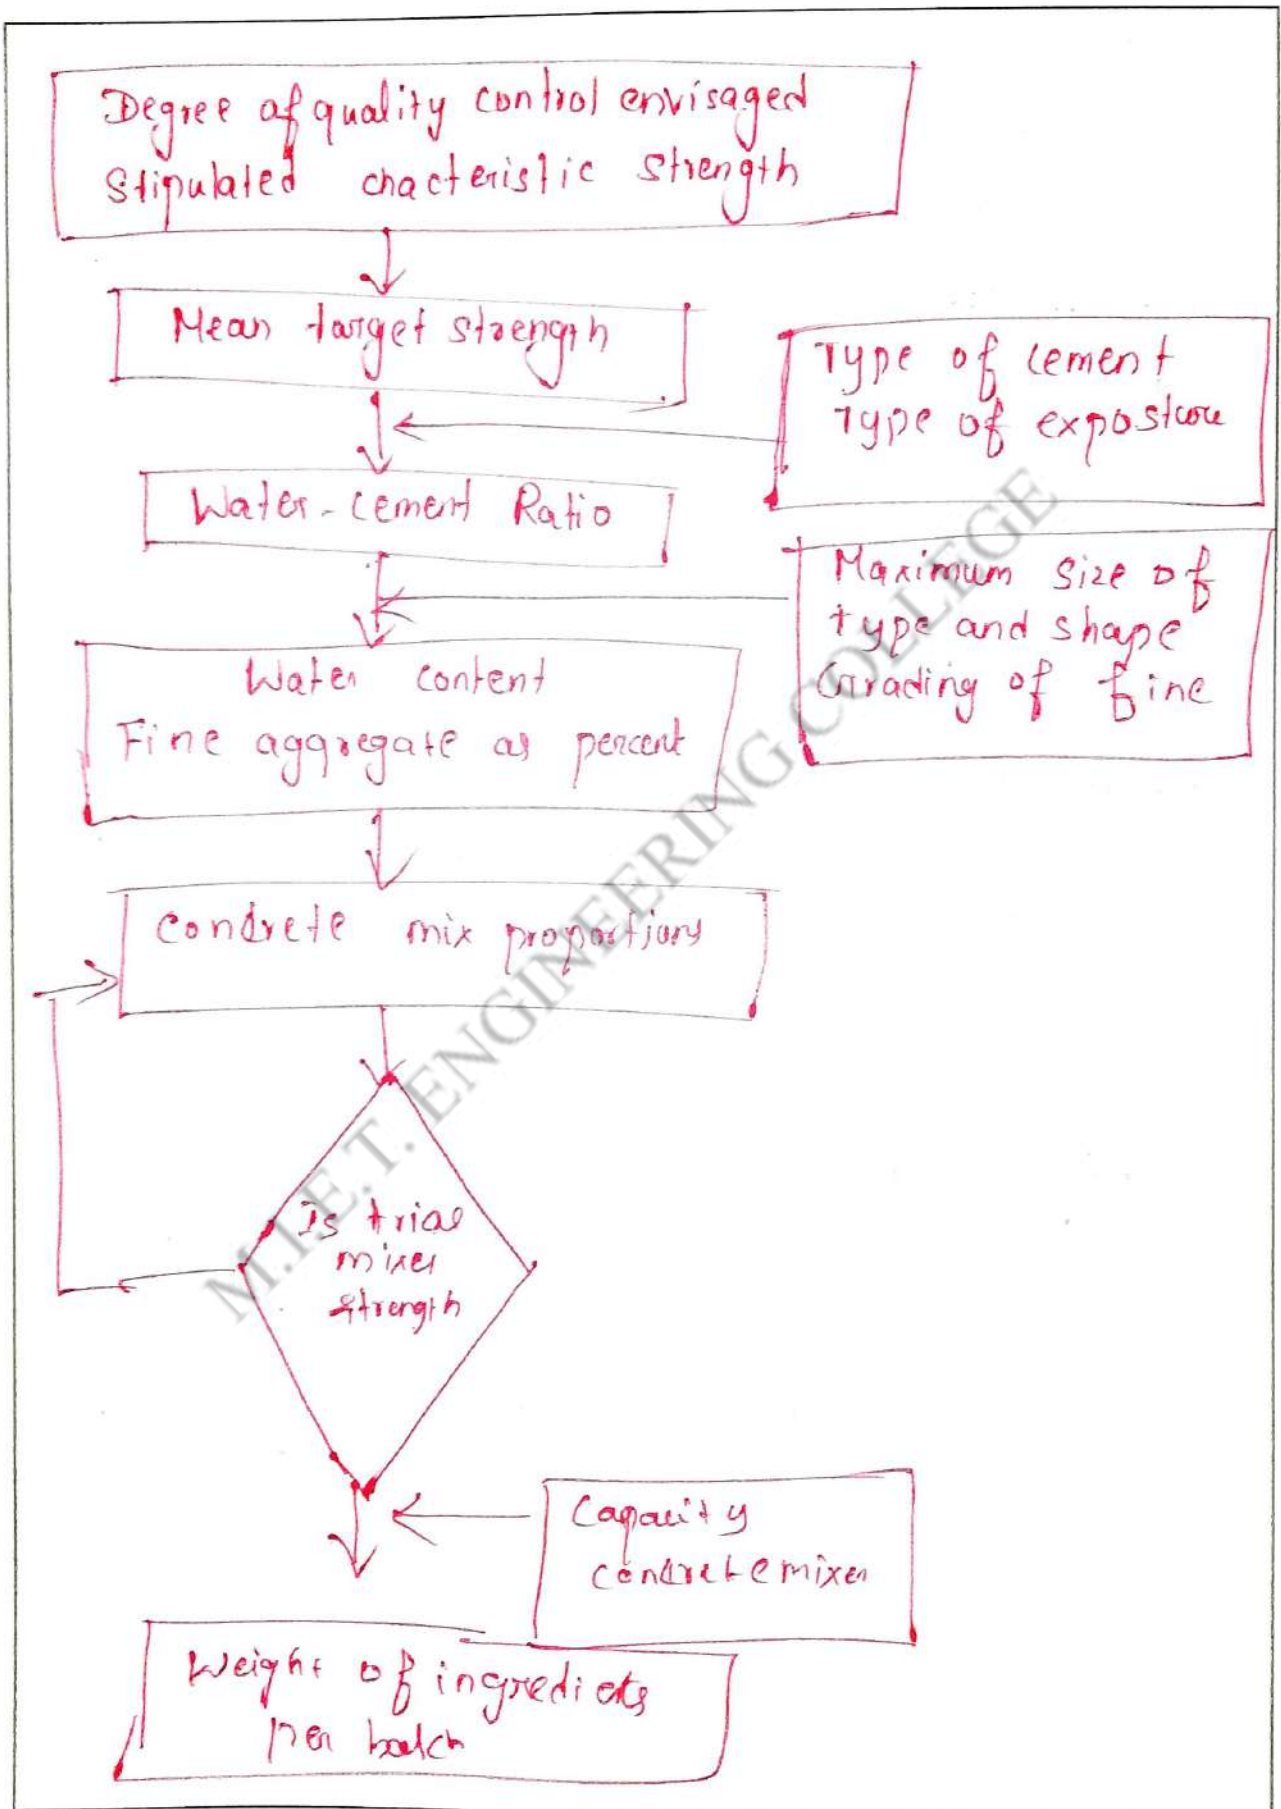 Degree of quality control envisaged
Stipulated chacteristic Strength
Mean target strength
Type of cement
Type of exposture
Water-cement Ratio
Maximum size of
type and shape
Grading of fine
Water content
Fine aggregate as percent
Condrete mix proportions
Is trial
mixer
strength
Capacity
concrete mixer
Weight of ingrediets
per batch
M.I.E.T. ENGINEERING COLLEGE